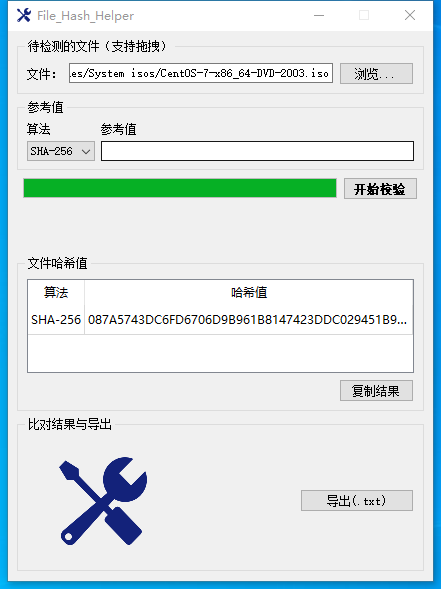 File_Hash_Helper
待检测的文件（支持拖拽）
文件：
.es/System isos/CentOS-7-x86_64-DVD-2003.iso
浏览...
参考值
算法
参考值
SHA-256
开始校验
文件哈希值
算法
哈希值
SHA-256
087A5743DC6FD6706D9B961B8147423DDC029451B9...
复制结果
比对结果与导出
导出(.txt)